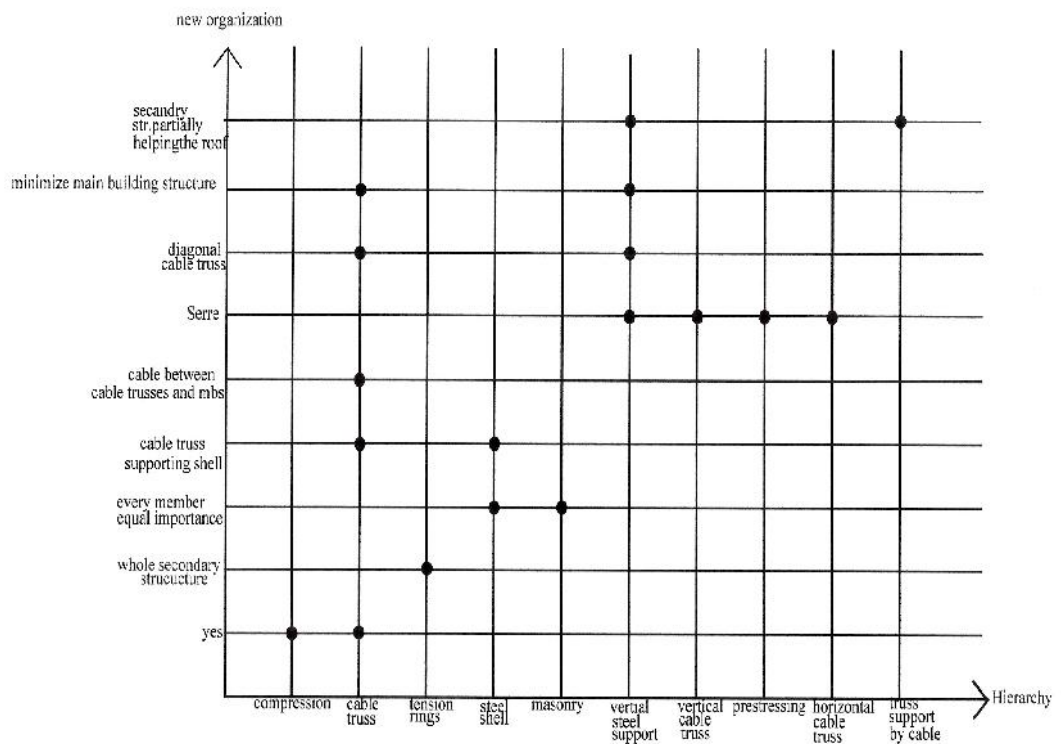 new organization
secandry
str.partially
helpingthe roof
minimize main building structure
diagonal
cable truss
Serre
cable between
cable trusses and mbs
cable truss
supporting shell
every member
equal importance
whole secondary
strucucture
yes
Hierarchy
compression
cable
truss
tension
rings
steel
shell
masonry
vertial
steel
support
vertical
cable
truss
prestressing
horizontal
cable
truss
truss
support
by cable